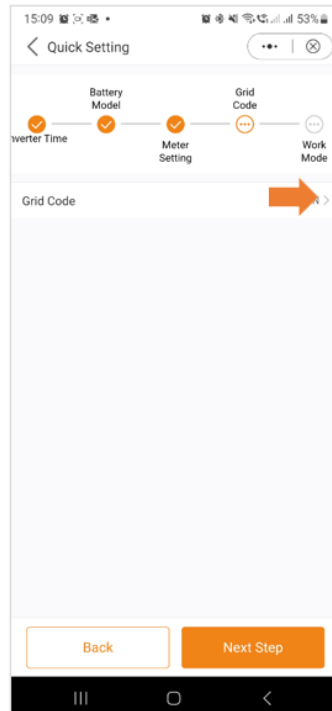 15:09
53%
Quick Setting
Battery
Model
Grid
Code
verter Time
Meter
Setting
Work
Mode
Grid Code
Back
Next Step